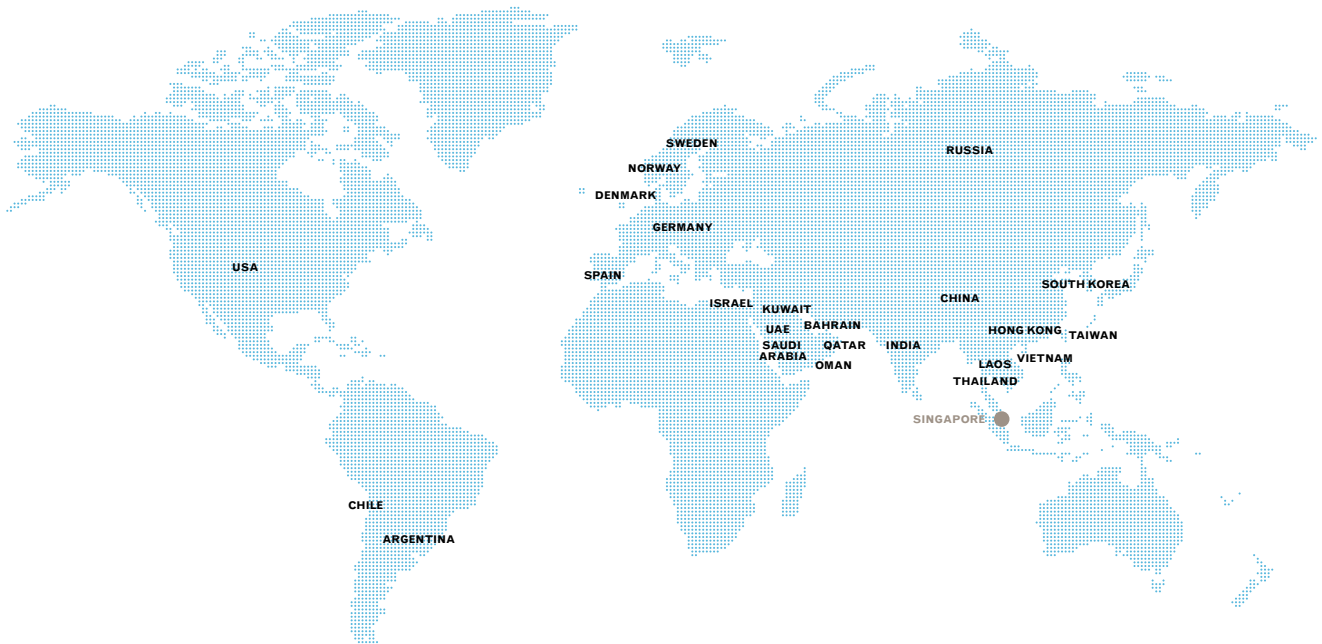 SWEDEN
RUSSIA
NORWAY
DENMARK
GERMANY
USA
SPAIN
SOUTH KOREA
CHINA
ISRAEL
KUWAIT
BAHRAIN
UAE
HONG KONG
TAIWAN
SAUDI
ARABIA
QATAR
INDIA
OMAN
VIETNAM
LAOS
THAILAND
SINGAPORE
CHILE
ARGENTINA